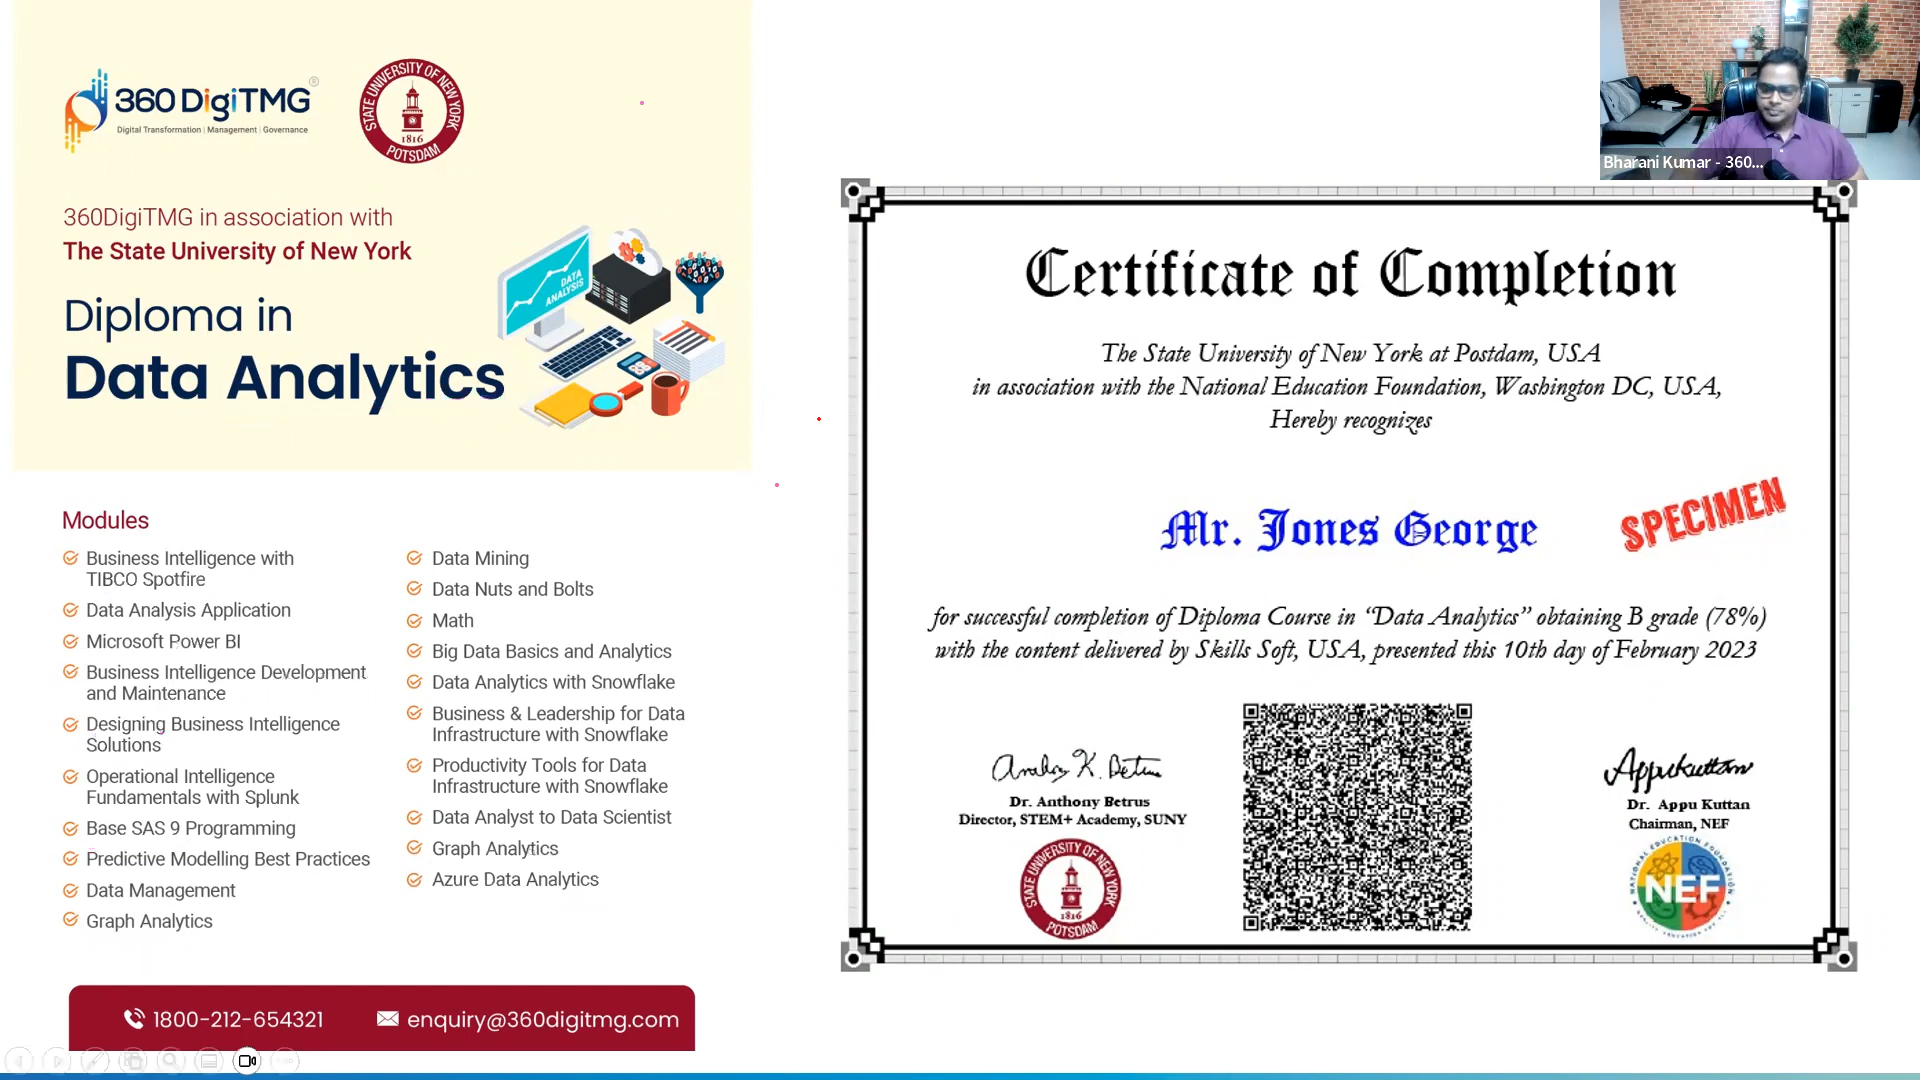 360 DigiTMG®
Digital Transformation | Management | Governance
STATE UNIVERSITY OF NEW YORK
1816
POTSDAM
360DigiTMG in association with
The State University of New York
Diploma in
Data Analytics
DATA
ANALYSIS
Modules
Business Intelligence with
TIBCO Spotfire
Data Analysis Application
Microsoft Power BI
Business Intelligence Development
and Maintenance
Designing Business Intelligence
Solutions
Operational Intelligence
Fundamentals with Splunk
Base SAS 9 Programming
Predictive Modelling Best Practices
Data Management
Graph Analytics
Data Mining
Data Nuts and Bolts
Math
Big Data Basics and Analytics
Data Analytics with Snowflake
Business & Leadership for Data
Infrastructure with Snowflake
Productivity Tools for Data
Infrastructure with Snowflake
Data Analyst to Data Scientist
Graph Analytics
Azure Data Analytics
1800-212-654321
enquiry@360digitmg.com
Bharani Kumar - 360...
Certificate of Completion
The State University of New York at Postdam, USA
in association with the National Education Foundation, Washington DC, USA,
Hereby recognizes
Mr. Jones George
SPECIMEN
for successful completion of Diploma Course in “Data Analytics” obtaining B grade (78%)
with the content delivered by Skills Soft, USA, presented this 10th day of February 2023
Dr. Anthony Betrus
Director, STEM+ Academy, SUNY
STATE UNIVERSITY OF NEW YORK
1816
POTSDAM
Dr. Appu Kuttan
Chairman, NEF
NATIONAL EDUCATION FOUNDATION
NEF